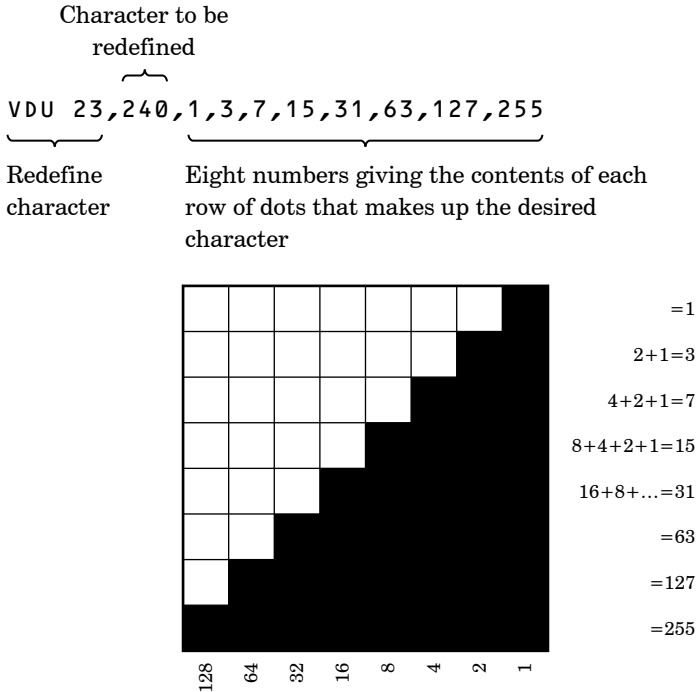 Character to be
redefined
VDU 23,240,1,3,7,15,31,63,127,255
Redefine
character
Eight numbers giving the contents of each
row of dots that makes up the desired
character
=1
2+1=3
4+2+1=7
8+4+2+1=15
16+8+...=31
=63
=127
=255
128 64 32 16 8 4 2 1